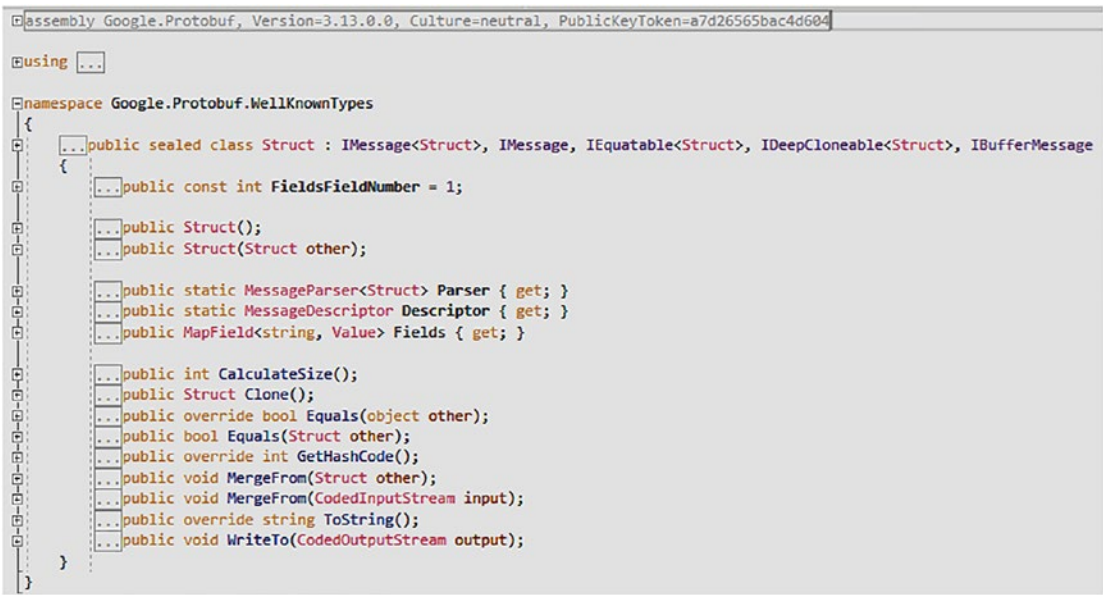 assembly Google.Protobuf, Version=3.13.0.0, Culture=neutral, PublicKeyToken=a7d26565bac4d604
using ...
namespace Google.Protobuf.WellKnownTypes
{
...public sealed class Struct : IMessage<Struct>, IMessage, IEquatable<Struct>, IDeepCloneable<Struct>, IBufferMessage
{
...public const int FieldsFieldNumber = 1;
...public Struct();
...public Struct(Struct other);
...public static MessageParser<Struct> Parser { get; }
...public static MessageDescriptor Descriptor { get; }
...public MapField<string, Value> Fields { get; }
...public int CalculateSize();
...public Struct Clone();
...public override bool Equals(object other);
...public bool Equals(Struct other);
...public override int GetHashCode();
...public void MergeFrom(Struct other);
...public void MergeFrom(CodedInputStream input);
...public override string ToString();
...public void WriteTo(CodedOutputStream output);
}
}